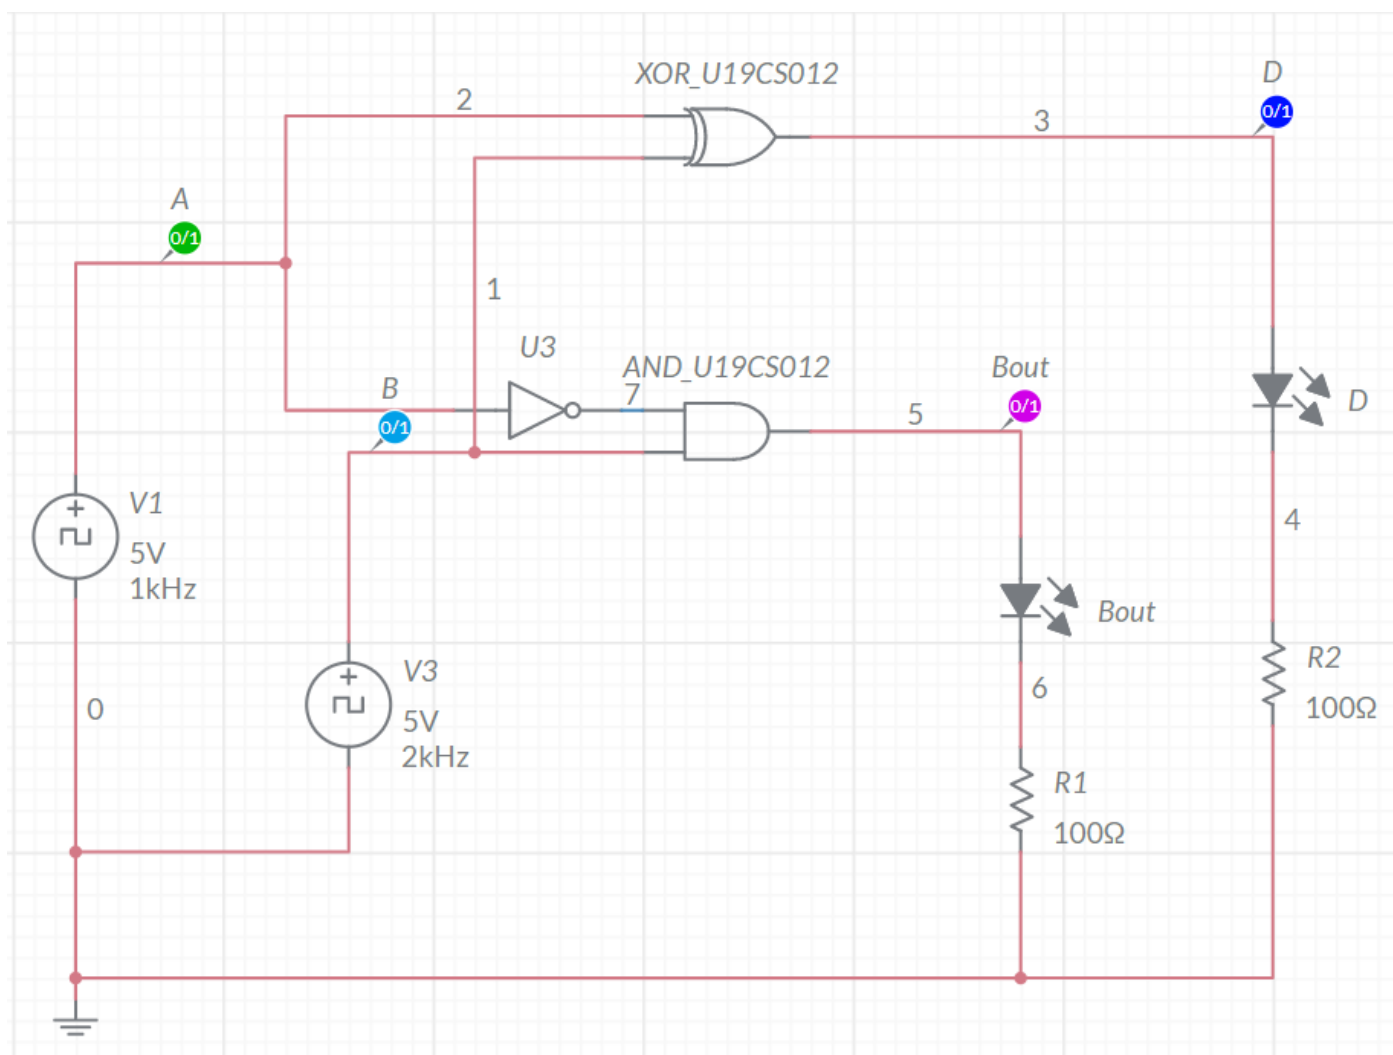 XOR_U19CS012
D
0/1
2
3
A
0/1
1
U3
AND_U19CS012
7
B
0/1
Bout
0/1
5
D
V1
5V
1kHz
4
Bout
V3
5V
2kHz
6
R2
100Ω
0
R1
100Ω